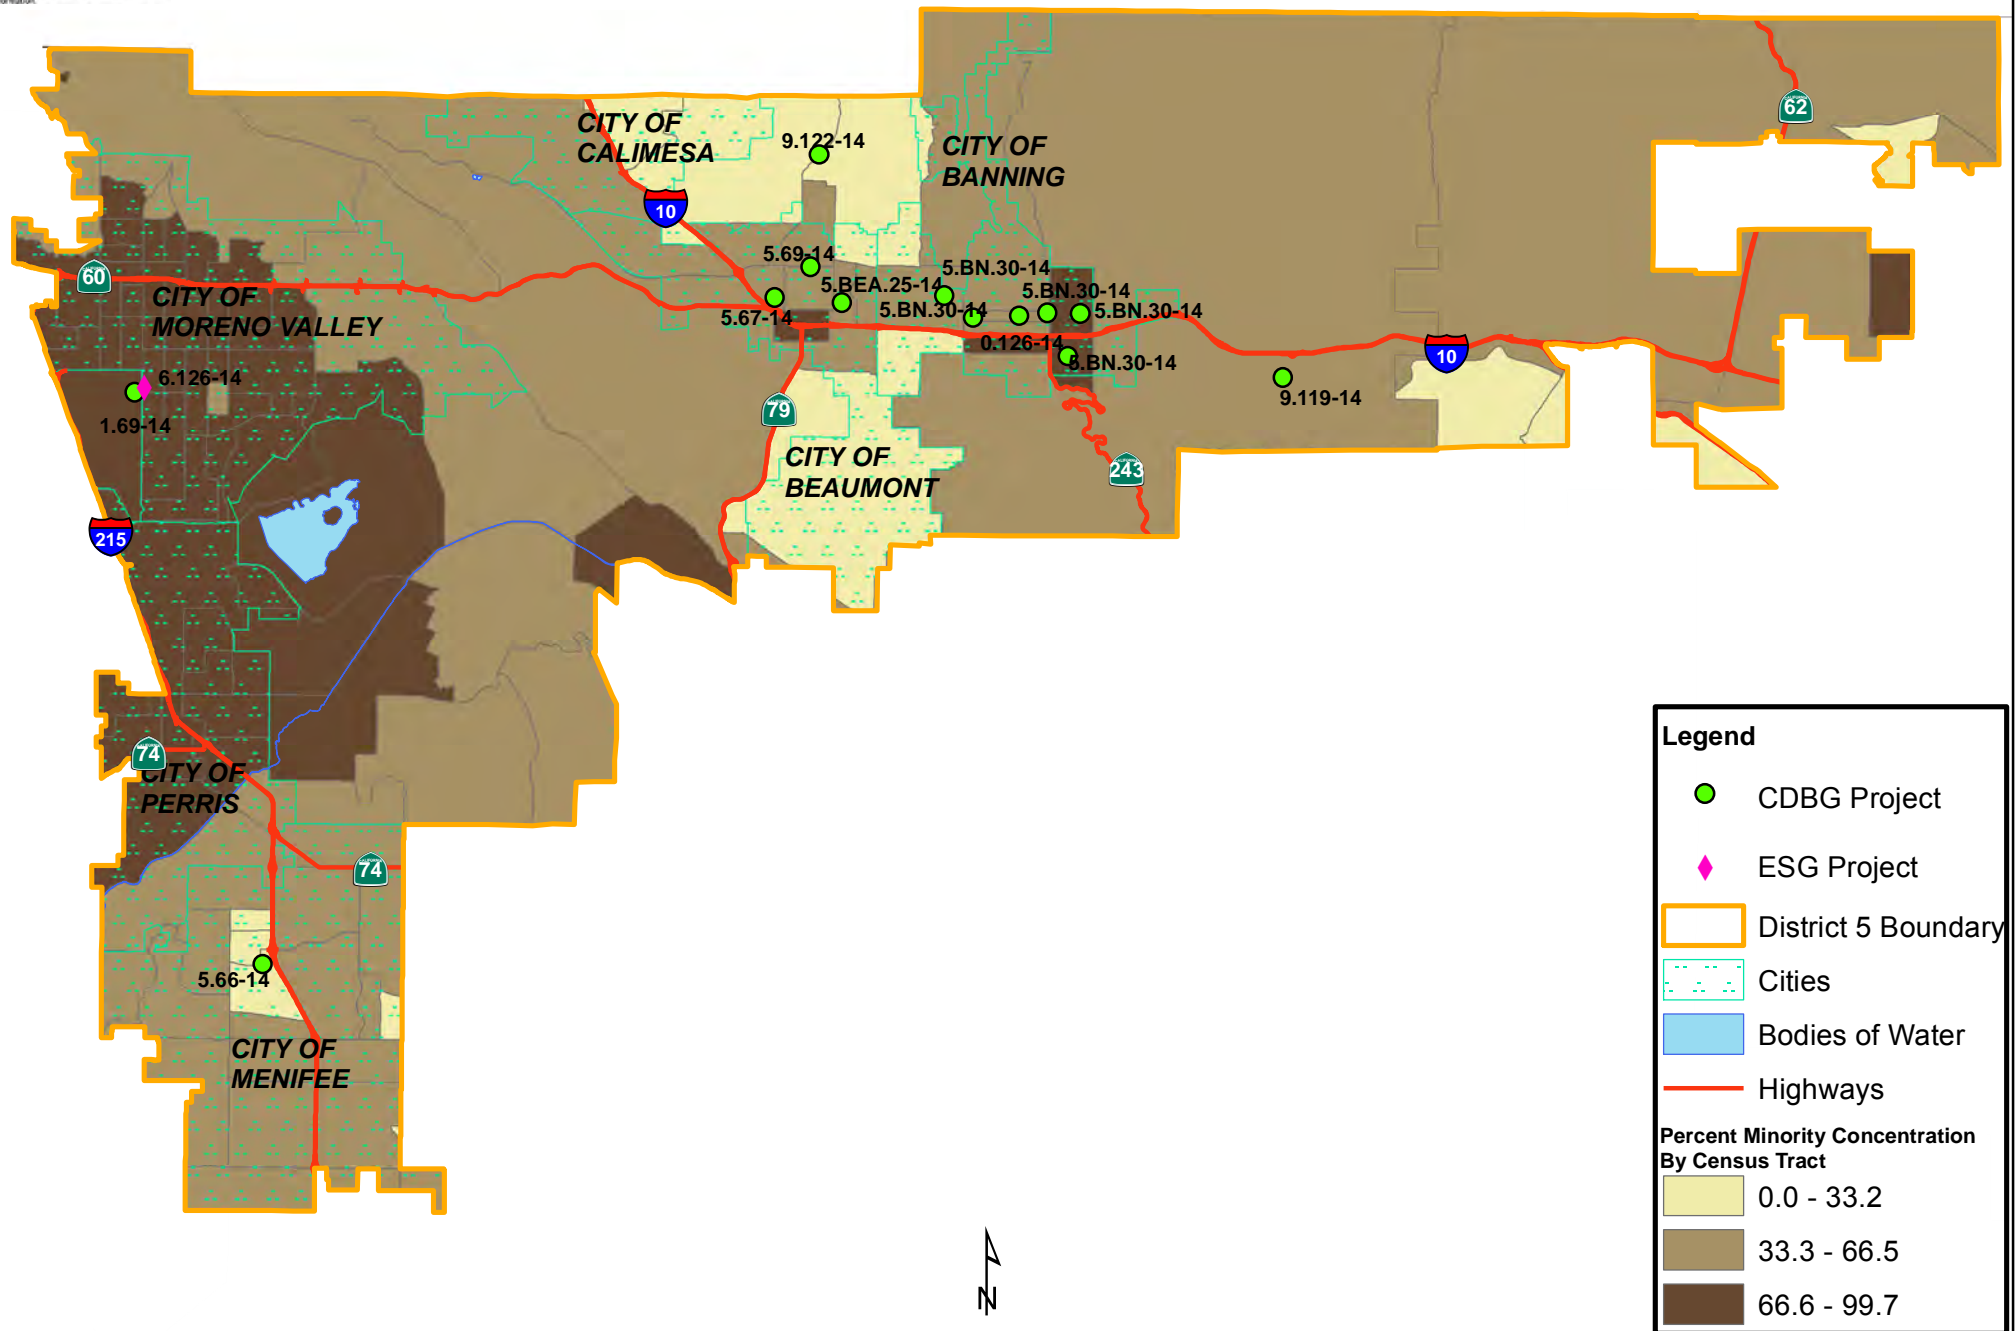 CITY OF
CALIMESA
9.122-14
CITY OF
BANNING
62
10
60
CITY OF
MORENO VALLEY
5.69-14
5.BEA.25-14
5.67-14
5.BN.30-14
5.BN.30-14
5.BN.30-14
5.BN.30-14
0.126-14
5.BN.30-14
10
9.119-14
6.126-14
1.69-14
79
CITY OF
BEAUMONT
243
215
74
CITY OF
PERRIS
74
5.66-14
CITY OF
MENIFEE
N
Legend
CDBG Project
ESG Project
District 5 Boundary
Cities
Bodies of Water
Highways
Percent Minority Concentration
By Census Tract
0.0 - 33.2
33.3 - 66.5
66.6 - 99.7